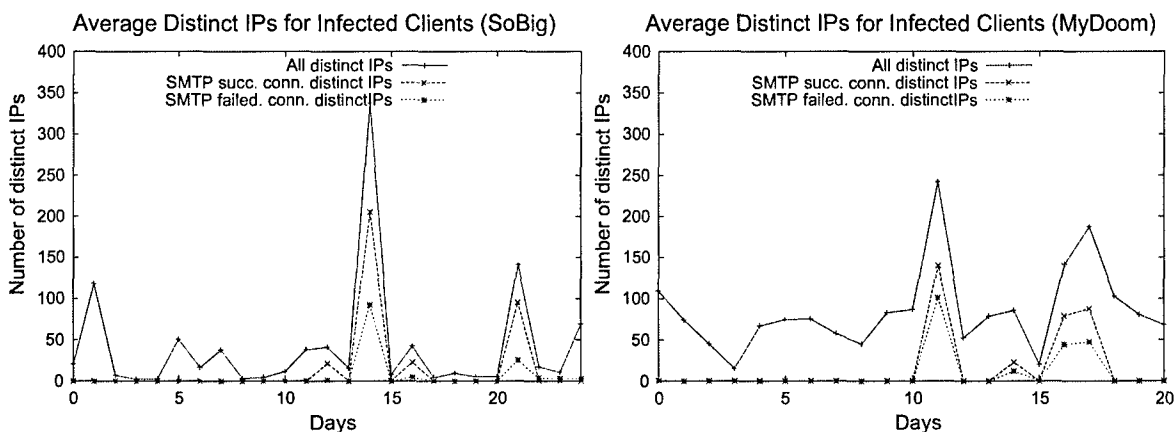 Average Distinct IPs for Infected Clients (SoBig)
400
350
300
250
200
150
100
50
0
Number of distinct IPs
All distinct IPs
SMTP succ. conn. distinct IPs
SMTP failed. conn. distinctIPs
0 5 10 15 20
Days
Average Distinct IPs for Infected Clients (MyDoom)
400
350
300
250
200
150
100
50
0
Number of distinct IPs
All distinct IPs
SMTP succ. conn. distinct IPs
SMTP failed. conn. distinctIPs
0 5 10 15 20
Days